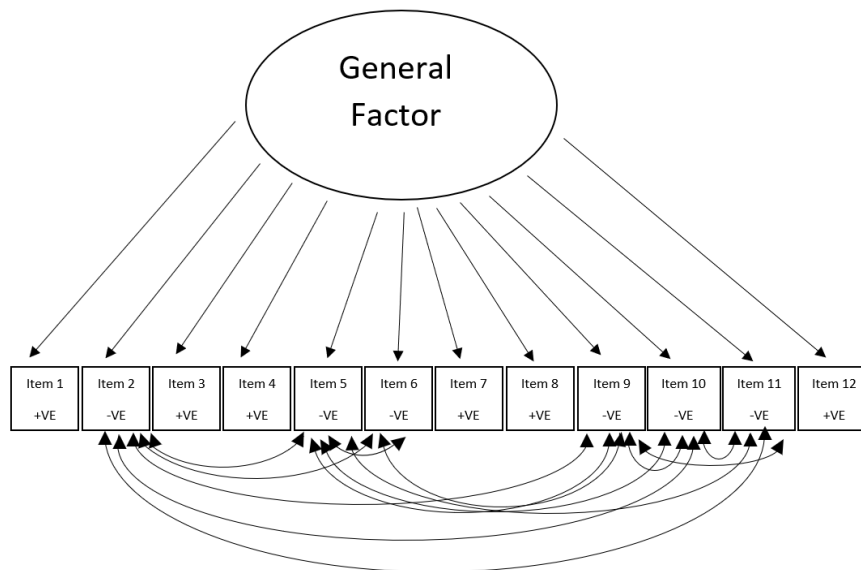 General
Factor
Item 1 Item 2 Item 3 Item 4 Item 5 Item 6 Item 7 Item 8 Item 9 Item 10 Item 11 Item 12
+VE -VE +VE +VE -VE -VE +VE +VE -VE -VE -VE +VE